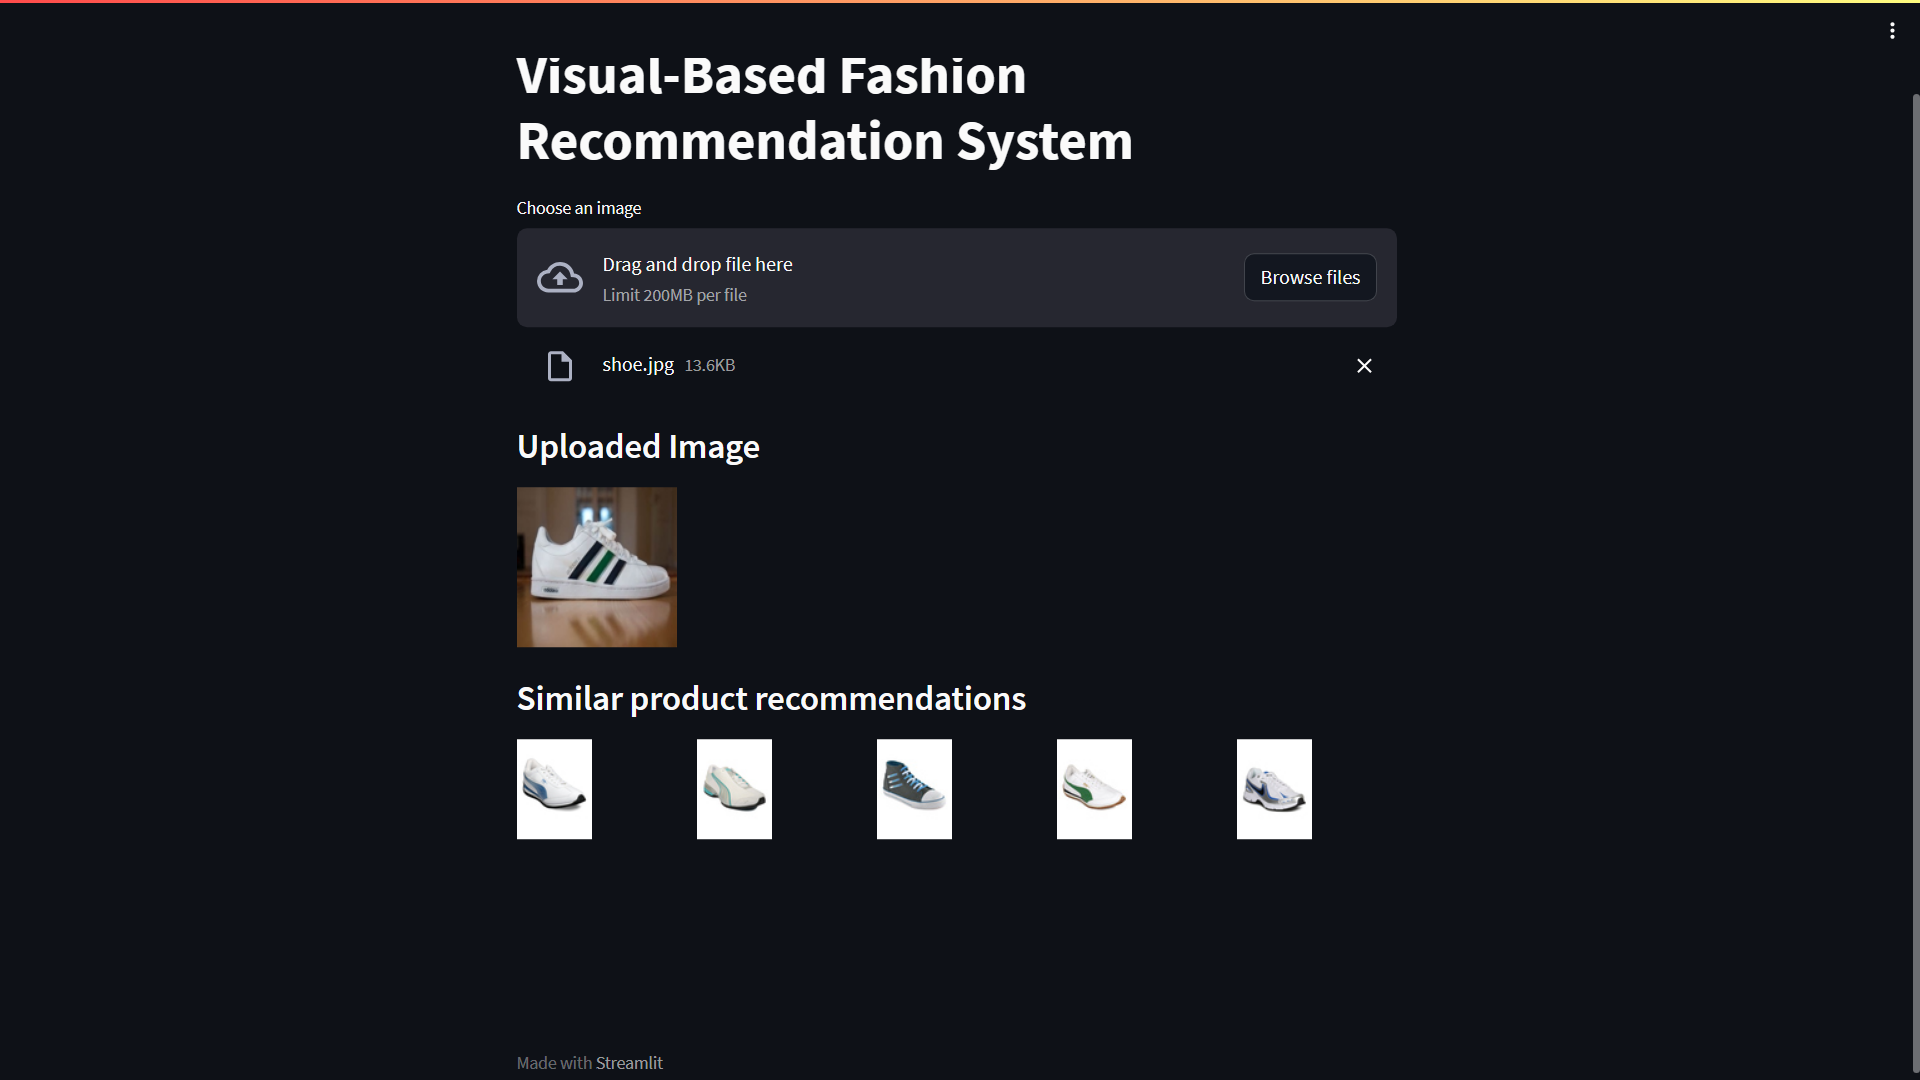 Visual-Based Fashion
Recommendation System
Choose an image
Drag and drop file here
Limit 200MB per file
Browse files
shoe.jpg 13.6KB
Uploaded Image
Similar product recommendations
Made with Streamlit